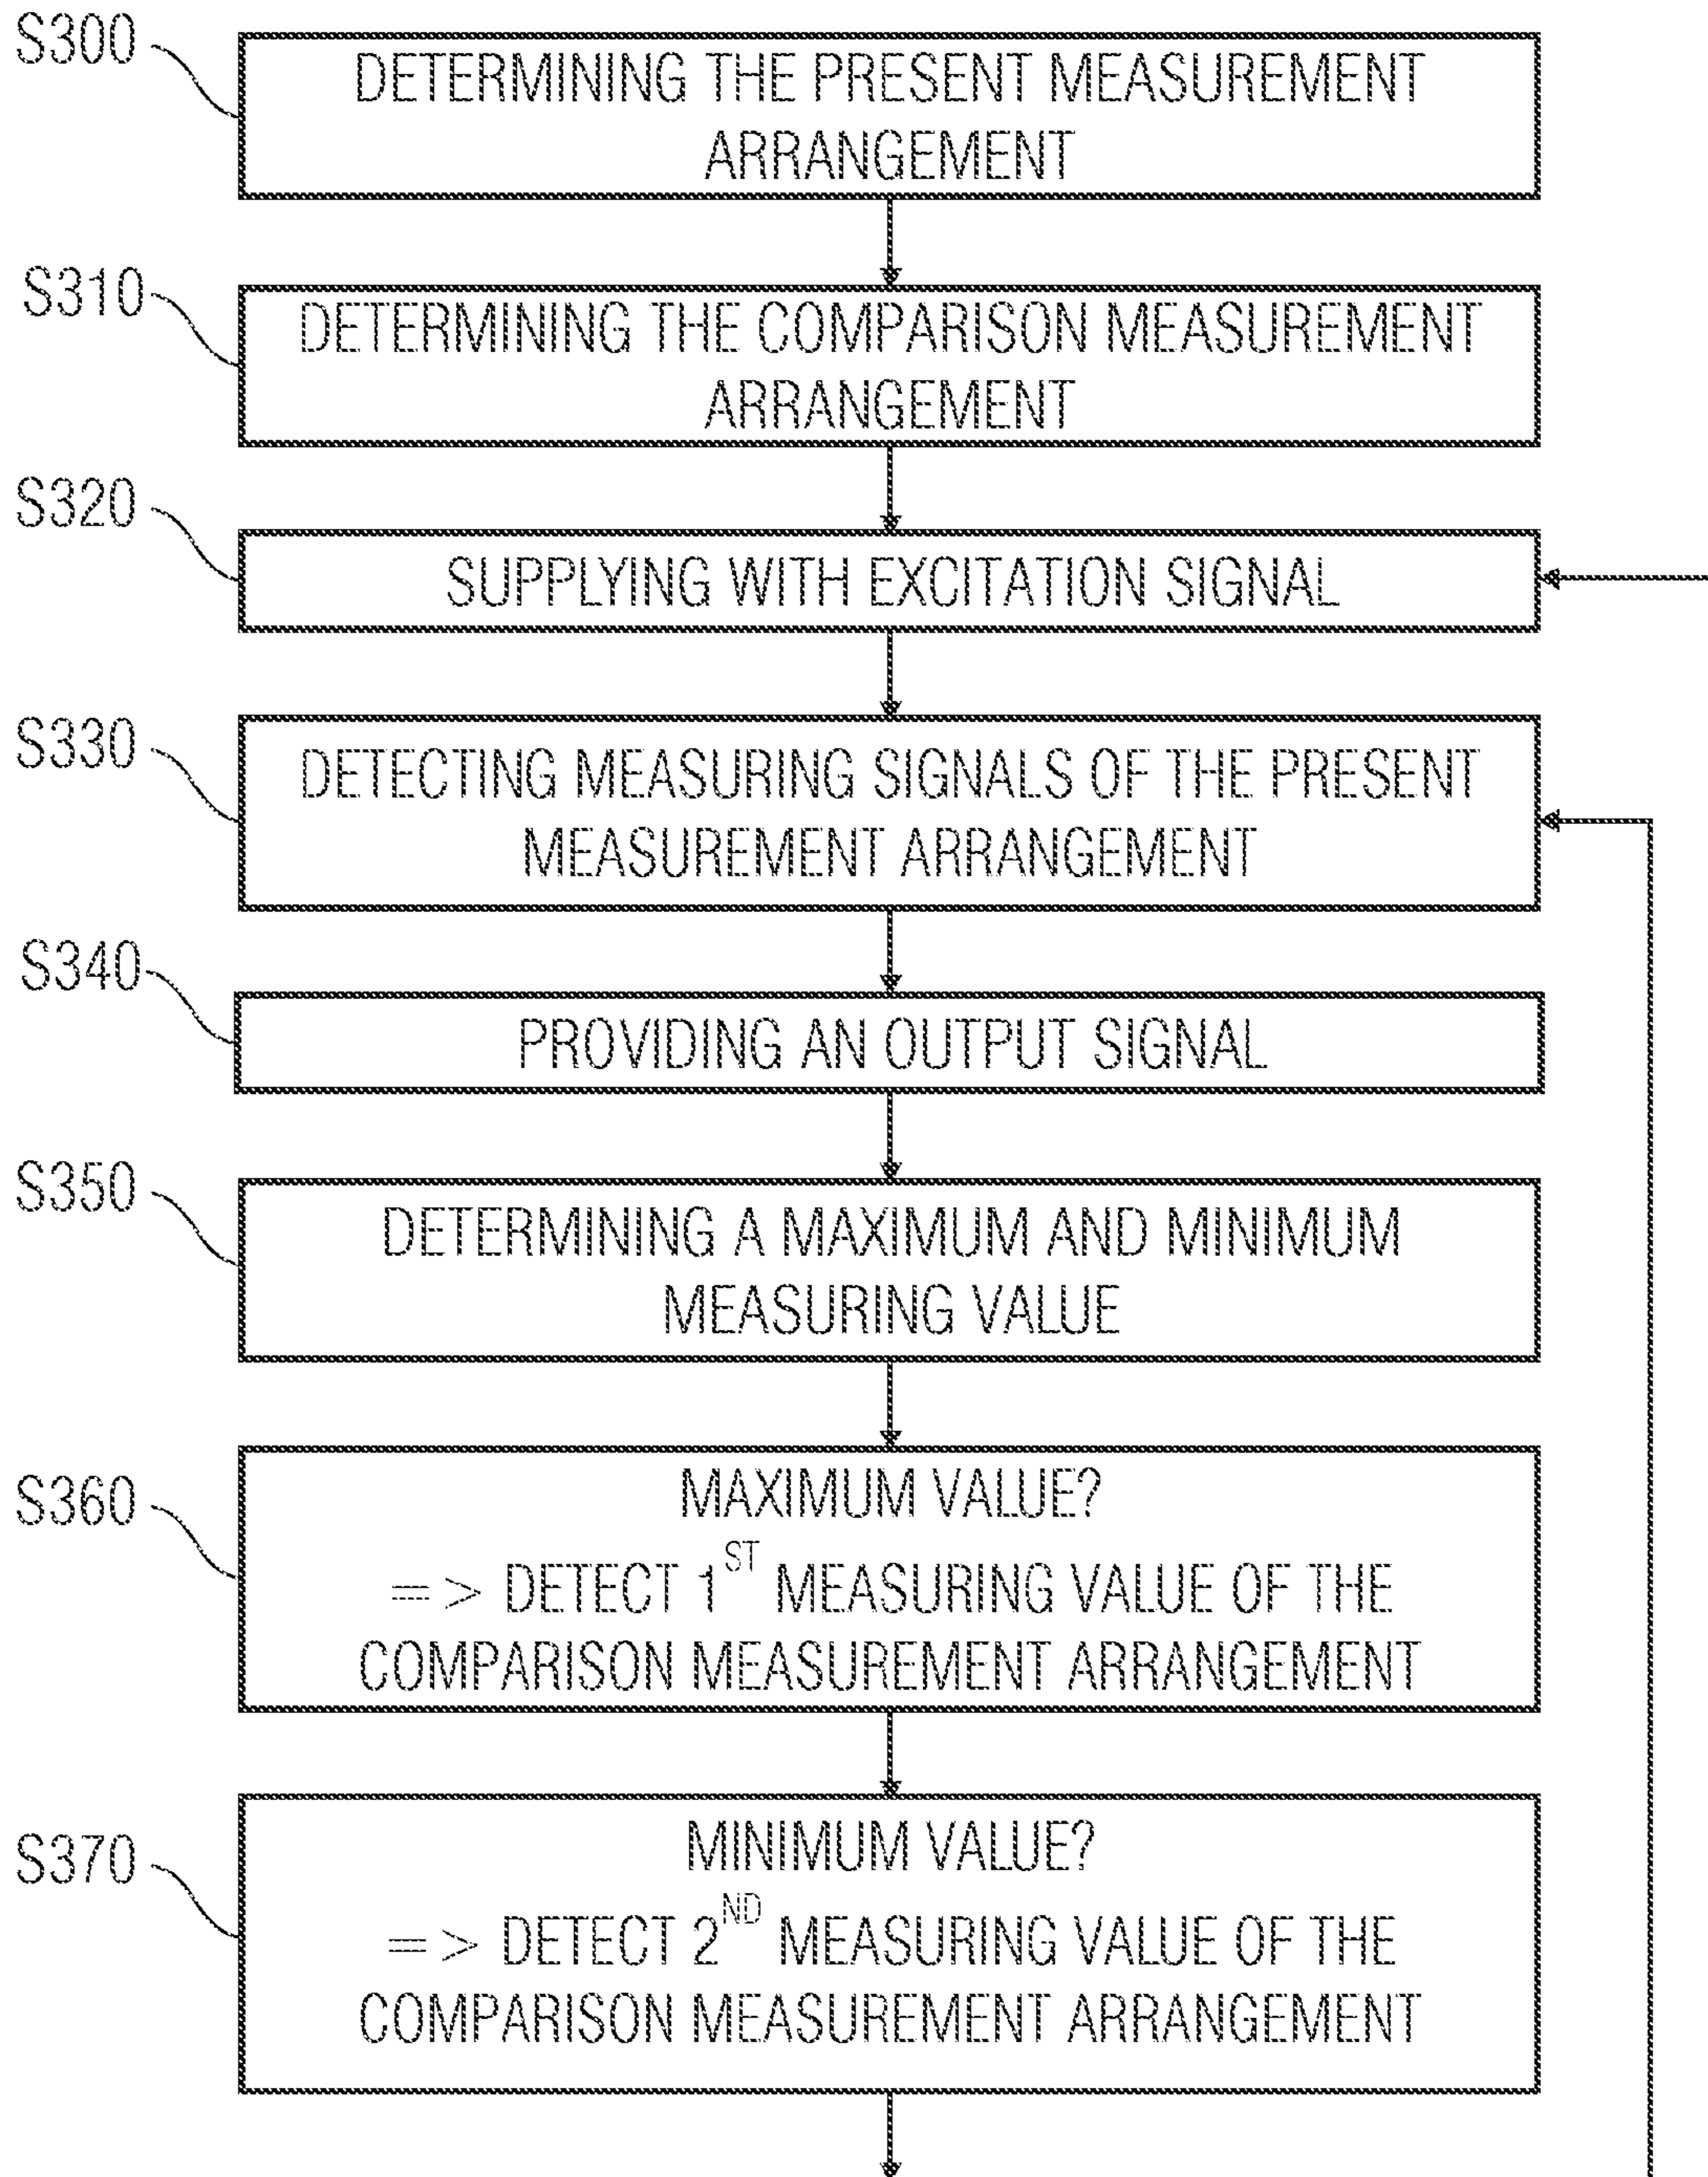 S300
DETERMINING THE PRESENT MEASUREMENT
ARRANGEMENT
S310
DETERMINING THE COMPARISON MEASUREMENT
ARRANGEMENT
S320
SUPPLYING WITH EXCITATION SIGNAL
S330
DETECTING MEASURING SIGNALS OF THE PRESENT
MEASUREMENT ARRANGEMENT
S340
PROVIDING AN OUTPUT SIGNAL
S350
DETERMINING A MAXIMUM AND MINIMUM
MEASURING VALUE
S360
MAXIMUM VALUE?
= > DETECT 1ST MEASURING VALUE OF THE
COMPARISON MEASUREMENT ARRANGEMENT
S370
MINIMUM VALUE?
= > DETECT 2ND MEASURING VALUE OF THE
COMPARISON MEASUREMENT ARRANGEMENT